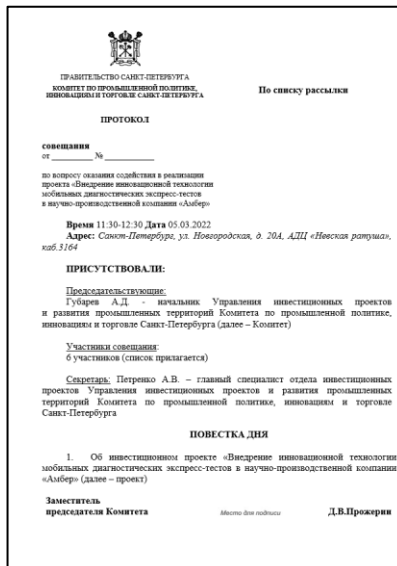 ПРАВИТЕЛЬСТВО САНКТ-ПЕТЕРБУРГА
КОМИТЕТ ПО ПРОМЫШЛЕННОЙ ПОЛИТИКЕ,
ИННОВАЦИЯМ И ТОРГОВЛЕ САНКТ-ПЕТЕРБУРГА
По списку рассылки
ПРОТОКОЛ
совещания
от __________ № __________
по вопросу оказания содействия в реализации
проекта «Внедрение инновационной технологии
мобильных диагностических экспресс-тестов
в научно-производственной компании «Амбер»
Время 11:30-12:30 Дата 05.03.2022
Адрес: Санкт-Петербург, ул. Новгородская, д. 20А, АДЦ «Невская ратуша»,
каб.3164
ПРИСУТСТВОВАЛИ:
Председательствующие:
Губарев А.Д. - начальник Управления инвестиционных проектов
и развития промышленных территорий Комитета по промышленной политике,
инновациям и торговле Санкт-Петербурга (далее – Комитет)
Участники совещания:
6 участников (список прилагается)
Секретарь: Петренко А.В. – главный специалист отдела инвестиционных
проектов Управления инвестиционных проектов и развития промышленных
территорий Комитета по промышленной политике, инновациям и торговле
Санкт-Петербурга
ПОВЕСТКА ДНЯ
1. Об инвестиционном проекте «Внедрение инновационной технологии
мобильных диагностических экспресс-тестов в научно-производственной компании
«Амбер» (далее – проект)
Заместитель
председателя Комитета Место для подписи Д.В.Прожерин